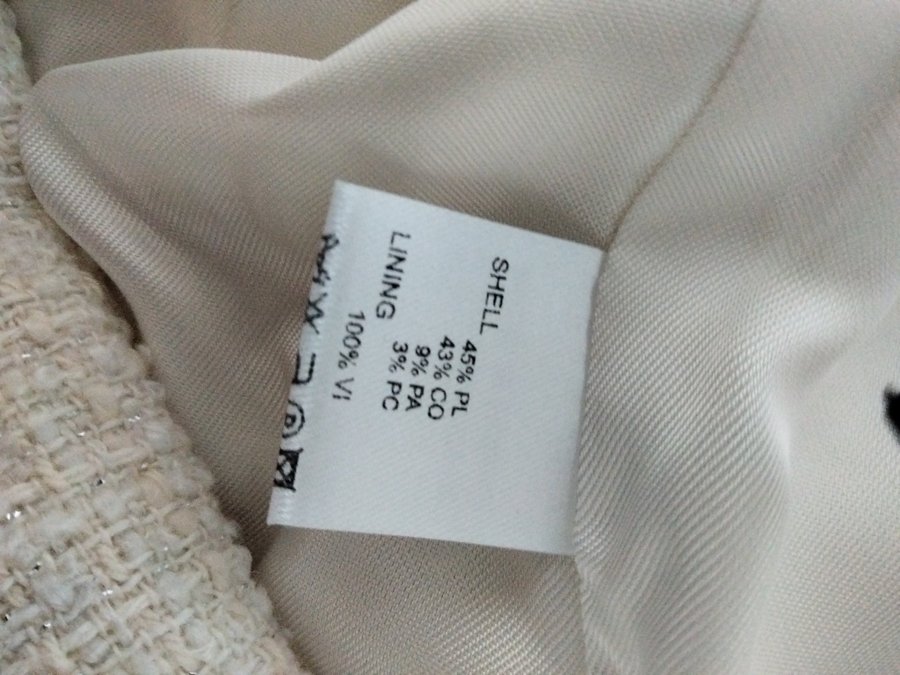 SHELL
45% PL
43% CO
9% PA
3% PC
LINING
100% VI